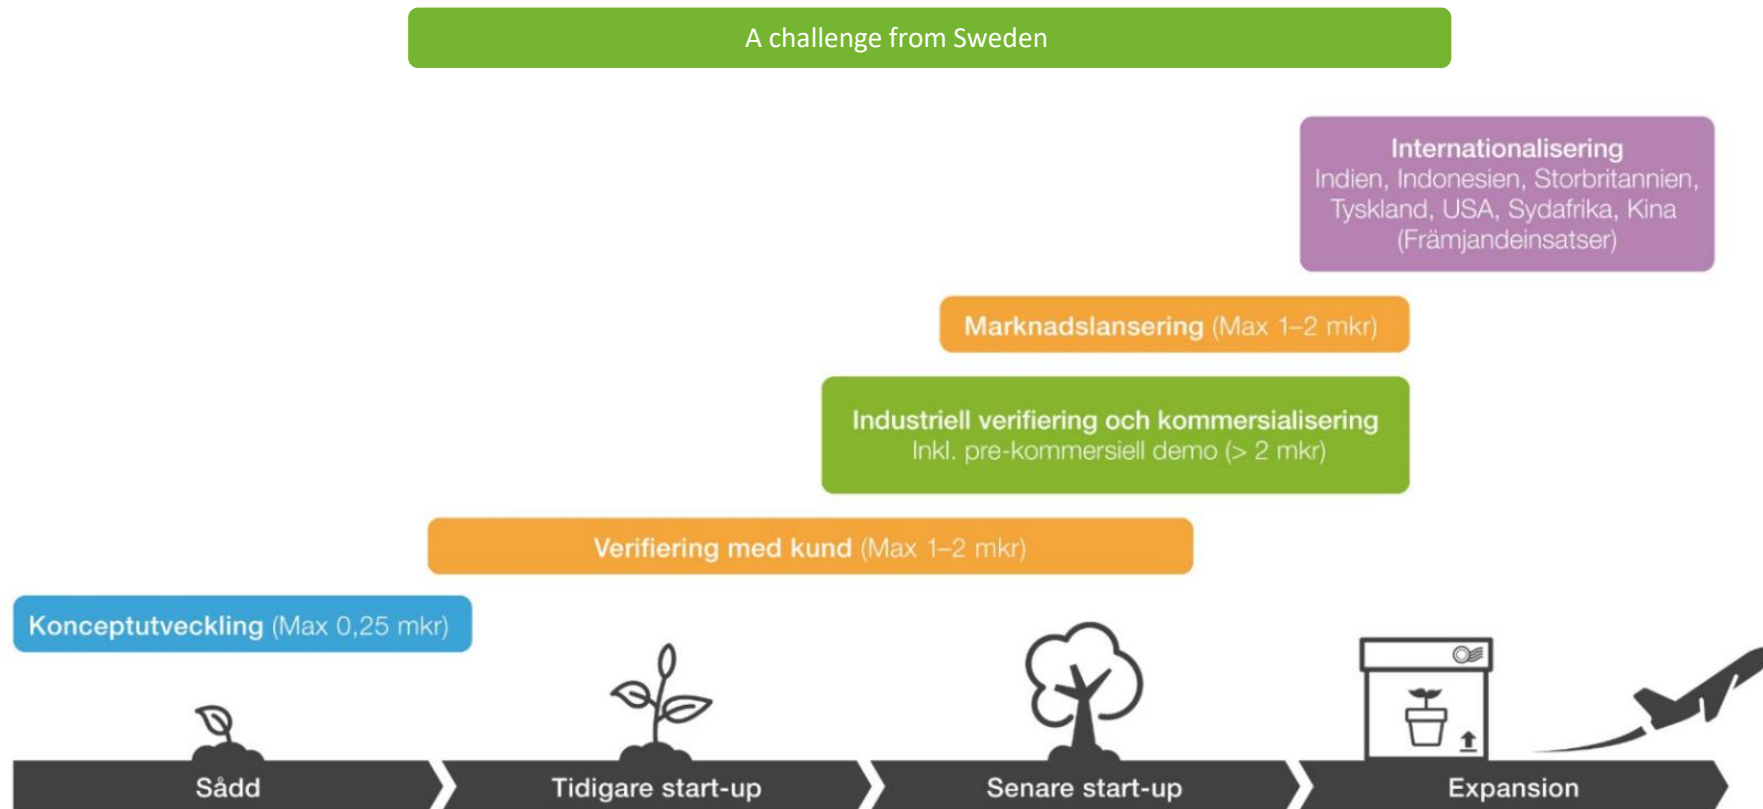 A challenge from Sweden
Internationalisering
Indien, Indonesien, Storbritannien,
Tyskland, USA, Sydafrika, Kina
(Främjandeinsatser)
Marknadslansering (Max 1–2 mkr)
Industriell verifiering och kommersialisering
Inkl. pre-kommersiell demo (> 2 mkr)
Verifiering med kund (Max 1–2 mkr)
Konceptutveckling (Max 0,25 mkr)
Sådd
Tidigare start-up
Senare start-up
Expansion